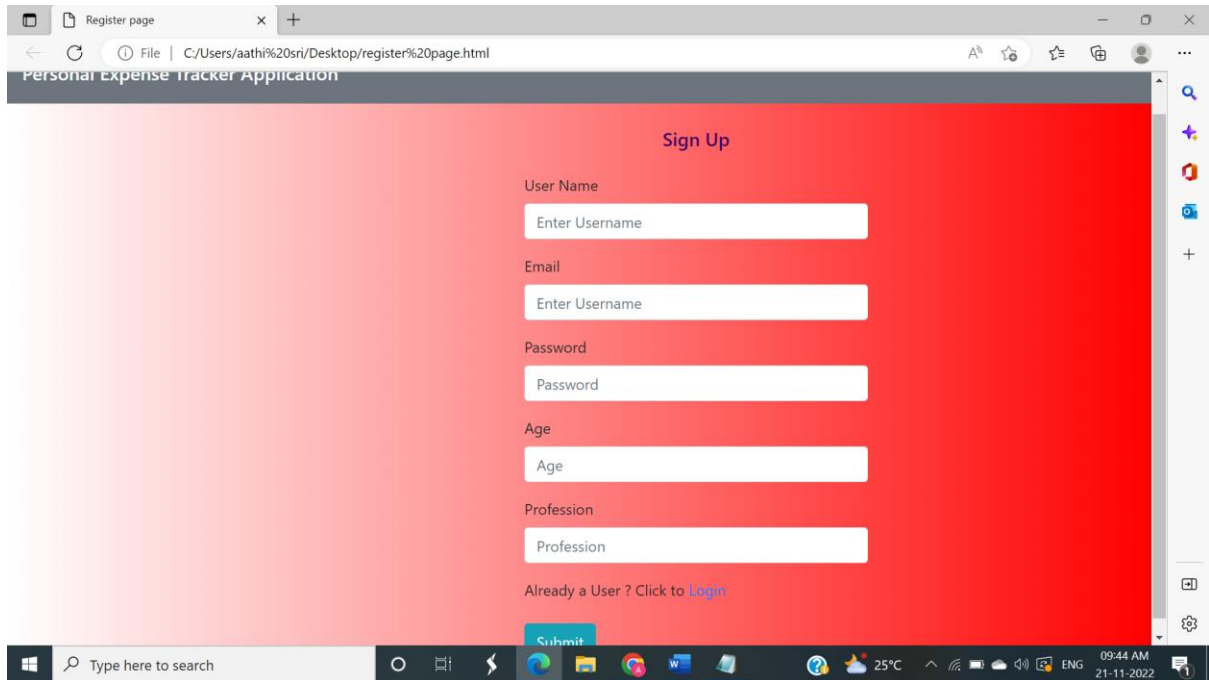 Register page
File | C:/Users/aathi%20sri/Desktop/register%20page.html
Personal Expense Tracker Application
Sign Up
User Name
Enter Username
Email
Enter Username
Password
Password
Age
Age
Profession
Profession
Already a User ? Click to Login
Submit
Type here to search
25°C
ENG
09:44 AM
21-11-2022
1